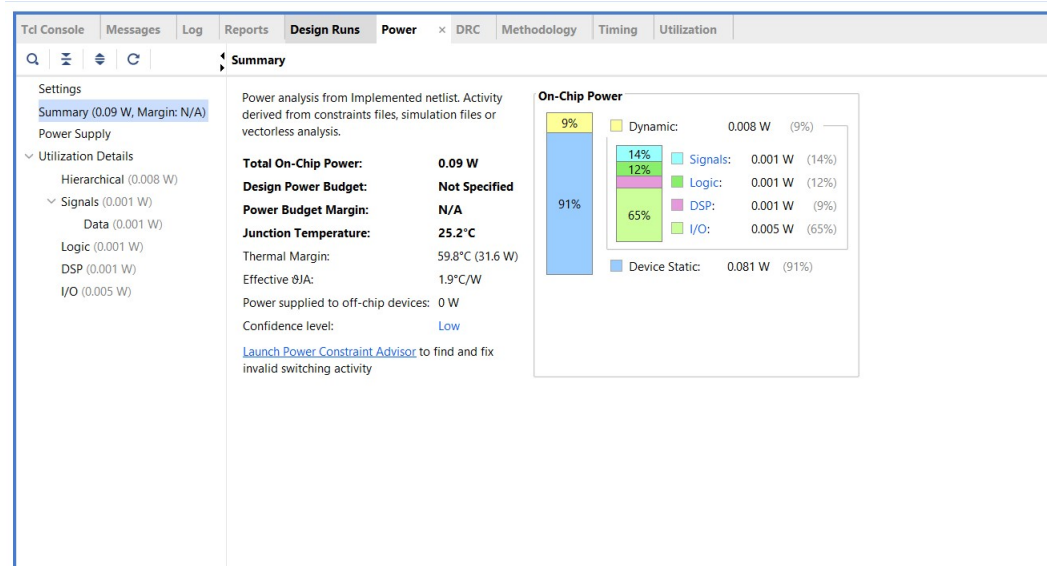 Tcl Console Messages Log Reports Design Runs Power × DRC Methodology Timing Utilization
Summary
Settings
Summary (0.09 W, Margin: N/A)
Power Supply
Utilization Details
Hierarchical (0.008 W)
Signals (0.001 W)
Data (0.001 W)
Logic (0.001 W)
DSP (0.001 W)
I/O (0.005 W)
Power analysis from Implemented netlist. Activity
derived from constraints files, simulation files or
vectorless analysis.
Total On-Chip Power: 0.09 W
Design Power Budget: Not Specified
Power Budget Margin: N/A
Junction Temperature: 25.2°C
Thermal Margin: 59.8°C (31.6 W)
Effective ϑJA: 1.9°C/W
Power supplied to off-chip devices: 0 W
Confidence level: Low
Launch Power Constraint Advisor to find and fix
invalid switching activity
On-Chip Power
9%
91%
Dynamic: 0.008 W (9%)
14%
12%
65%
Signals: 0.001 W (14%)
Logic: 0.001 W (12%)
DSP: 0.001 W (9%)
I/O: 0.005 W (65%)
Device Static: 0.081 W (91%)